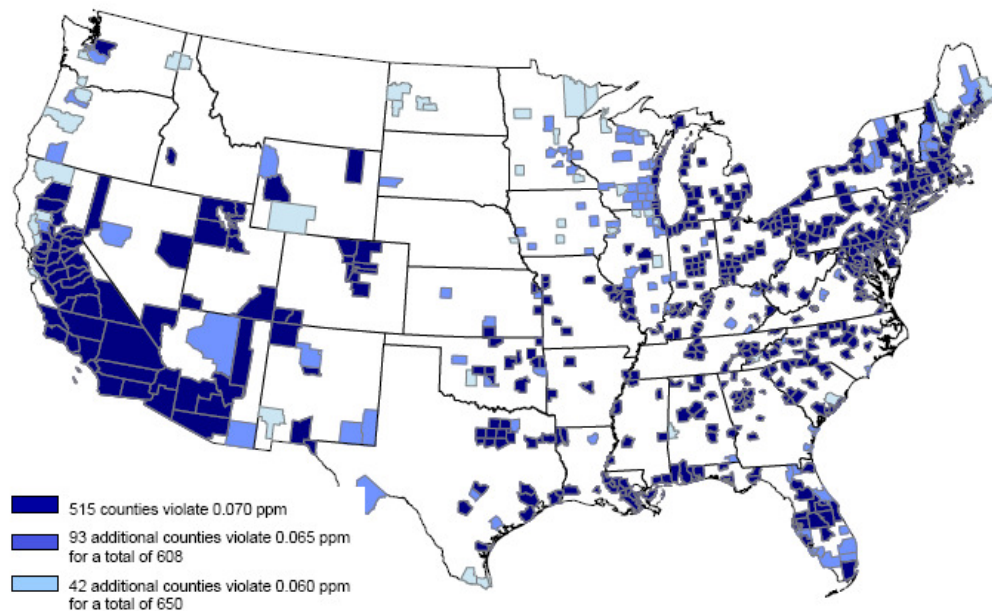 515 counties violate 0.070 ppm
93 additional counties violate 0.065 ppm
for a total of 608
42 additional counties violate 0.060 ppm
for a total of 650